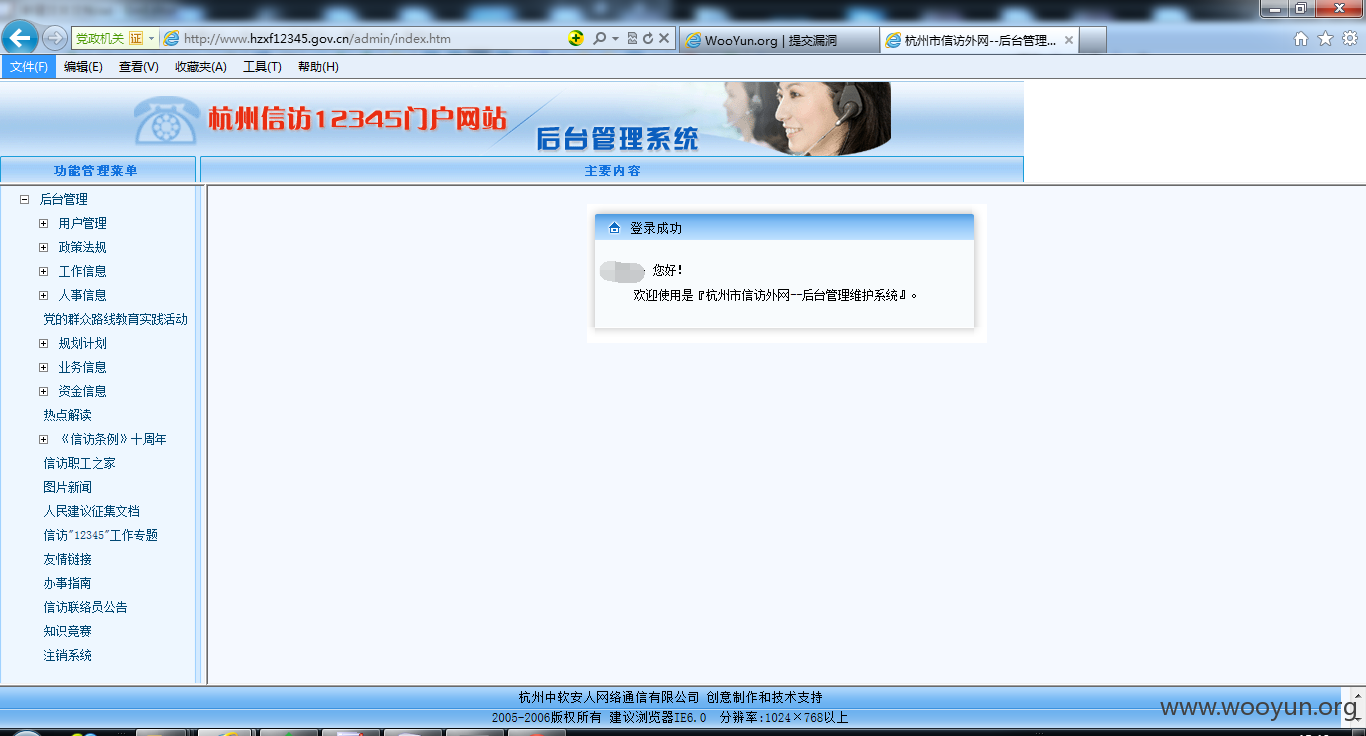 党政机关 证 http://www.hzxf12345.gov.cn/admin/index.htm
WooYun.org | 提交漏洞
杭州市信访外网--后台管理...
文件(F) 编辑(E) 查看(V) 收藏夹(A) 工具(T) 帮助(H)
杭州信访12345门户网站
后台管理系统
功能管理菜单
主要内容
后台管理
用户管理
政策法规
工作信息
人事信息
党的群众路线教育实践活动
规划计划
业务信息
资金信息
热点解读
《信访条例》十周年
信访职工之家
图片新闻
人民建议征集文档
信访"12345"工作专题
友情链接
办事指南
信访联络员公告
知识竞赛
注销系统
登录成功
您好!
欢迎使用是『杭州市信访外网--后台管理维护系统』。
杭州中软安人网络通信有限公司 创意制作和技术支持
2005-2006版权所有 建议浏览器IE6.0 分辨率:1024×768以上
www.wooyun.org